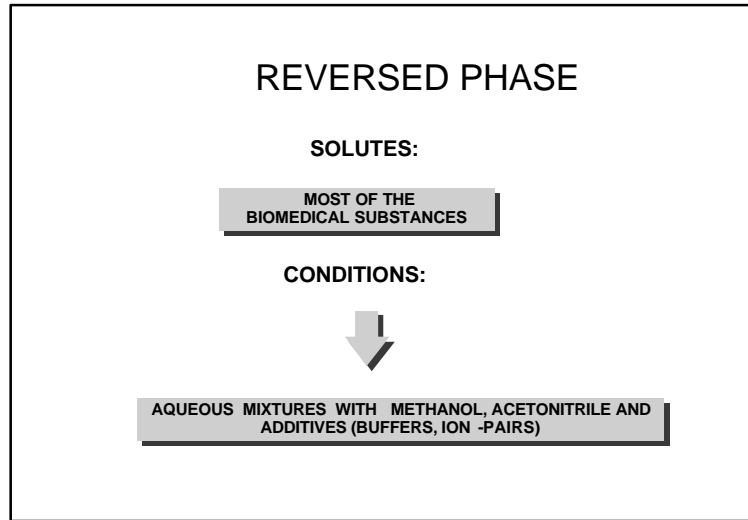 REVERSED PHASE
SOLUTES:
MOST OF THE
BIOMEDICAL SUBSTANCES
CONDITIONS:
AQUEOUS MIXTURES WITH METHANOL, ACETONITRILE AND
ADDITIVES (BUFFERS, ION -PAIRS)